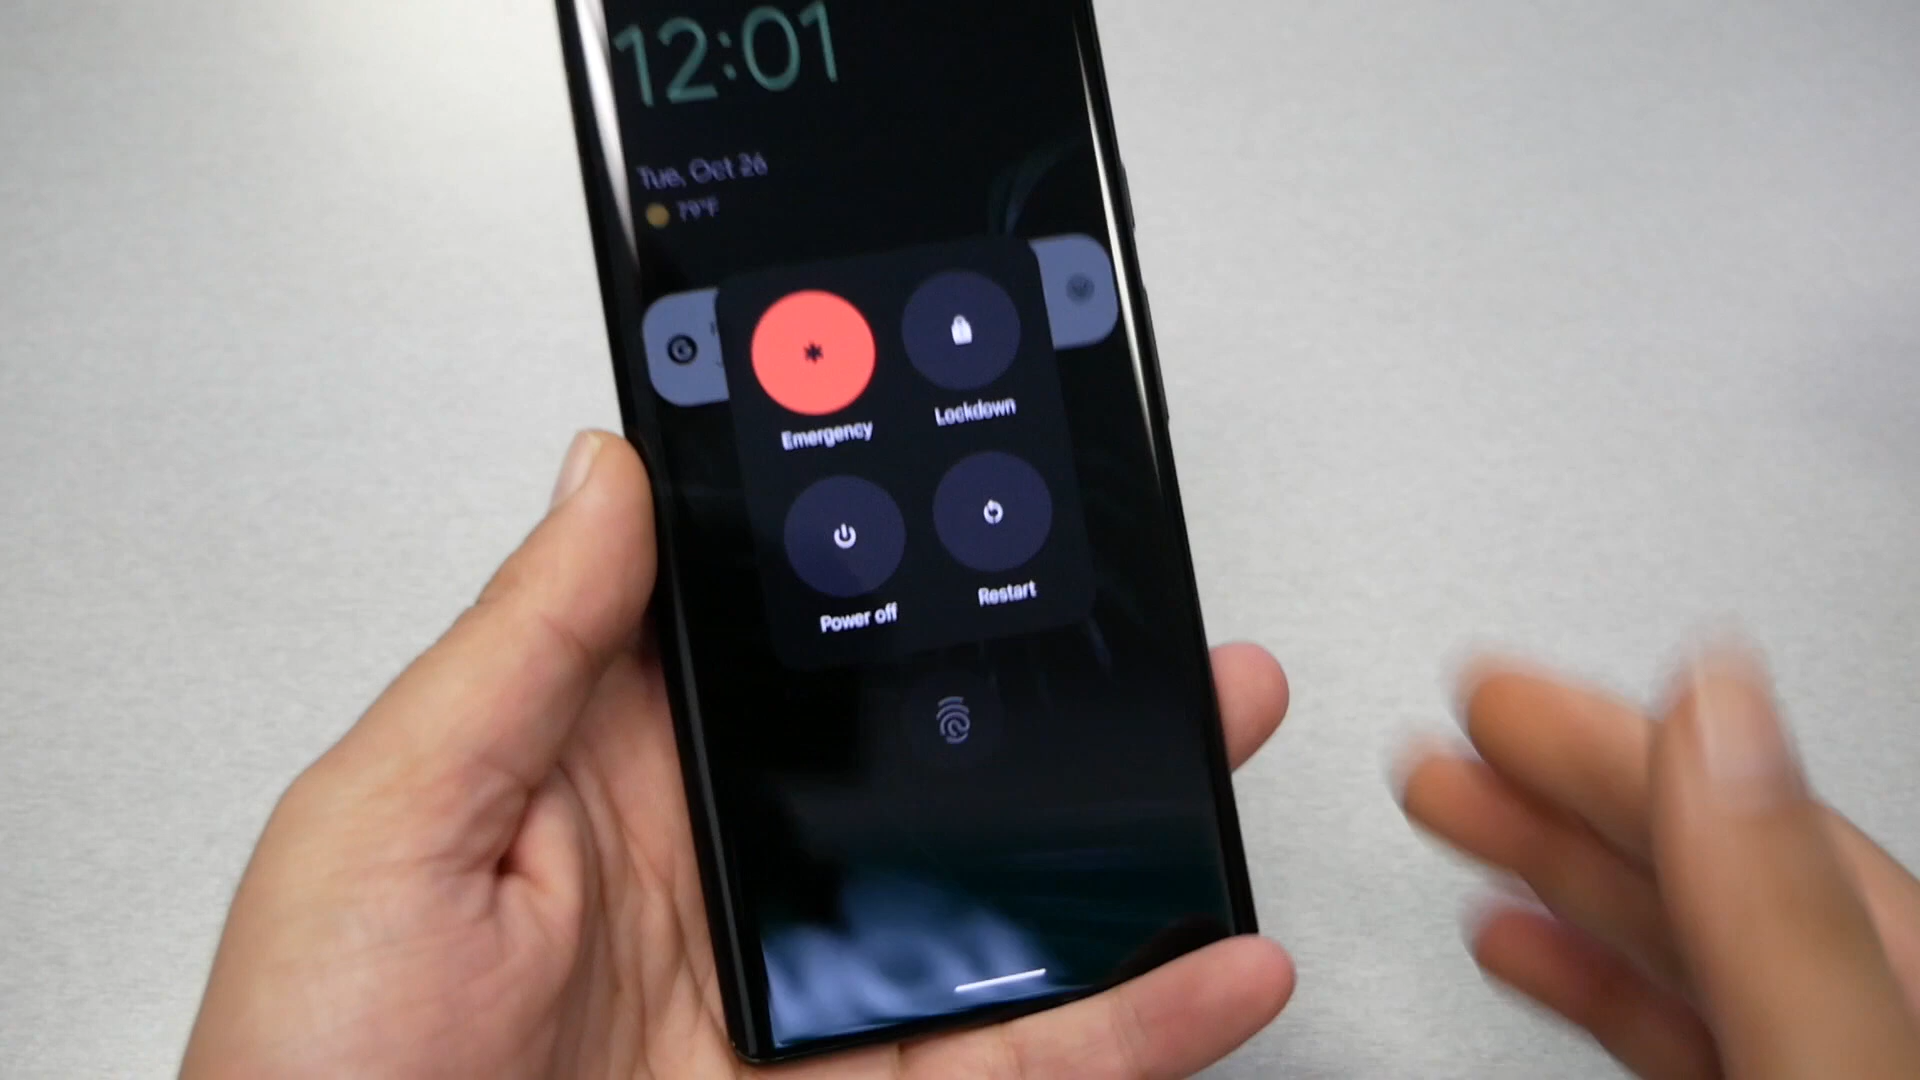 12:01
Tue, Oct 26
79°F
Emergency
Lockdown
Power off
Restart